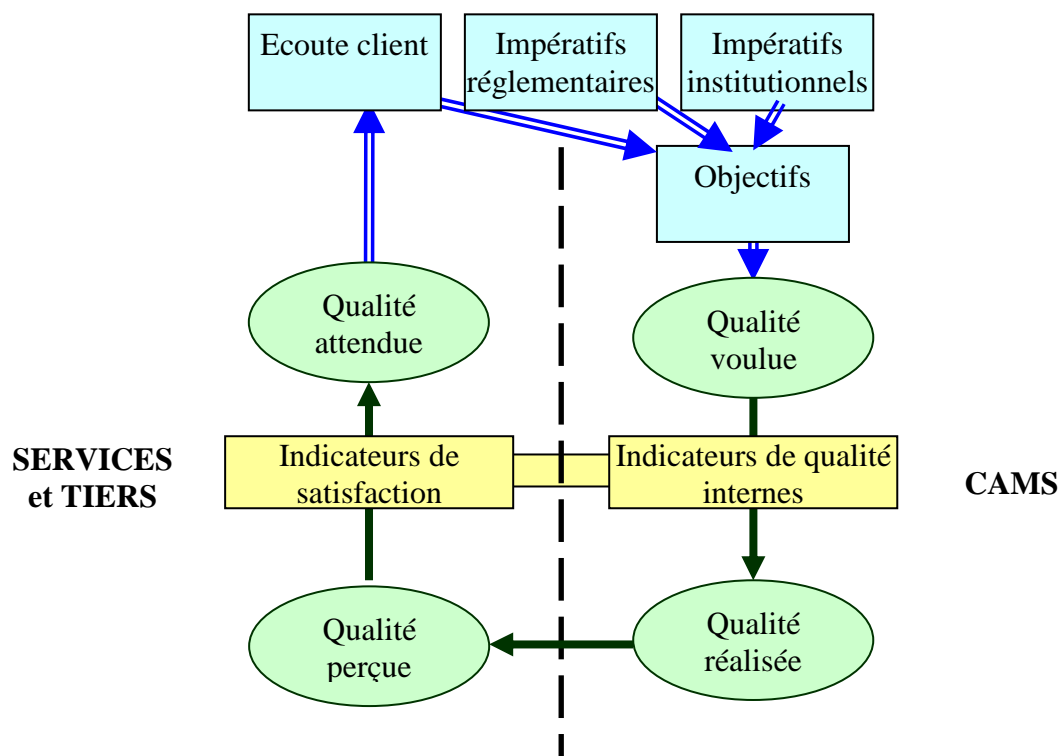 Ecoute client
Impératifs
réglementaires
Impératifs
institutionnels
Objectifs
Qualité
attendue
Qualité
voulue
SERVICES
et TIERS
Indicateurs de
satisfaction
Indicateurs de qualité
internes
CAMS
Qualité
perçue
Qualité
réalisée